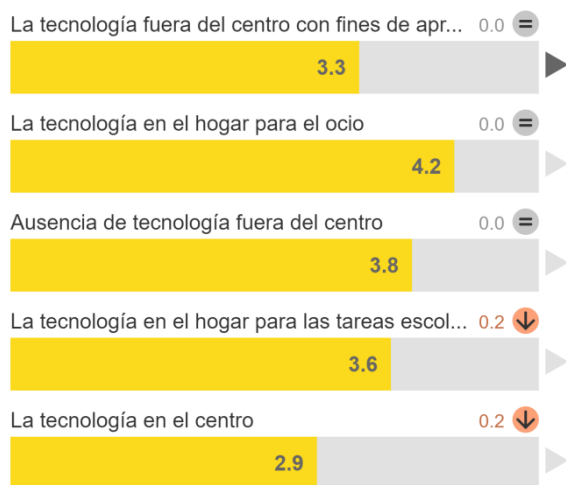 La tecnología fuera del centro con fines de apr... 0.0 =
3.3
La tecnología en el hogar para el ocio 0.0 =
4.2
Ausencia de tecnología fuera del centro 0.0 =
3.8
La tecnología en el hogar para las tareas escol... 0.2
3.6
La tecnología en el centro 0.2
2.9